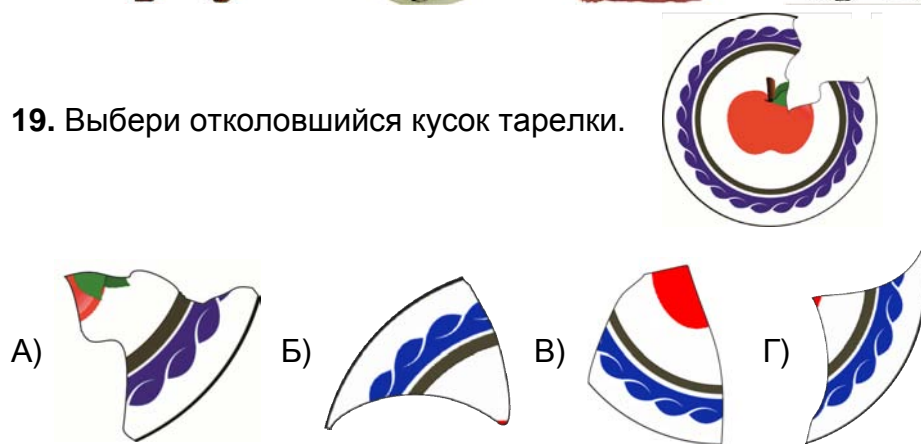 19. Выбери отколовшийся кусок тарелки.
А) Б) В) Г)